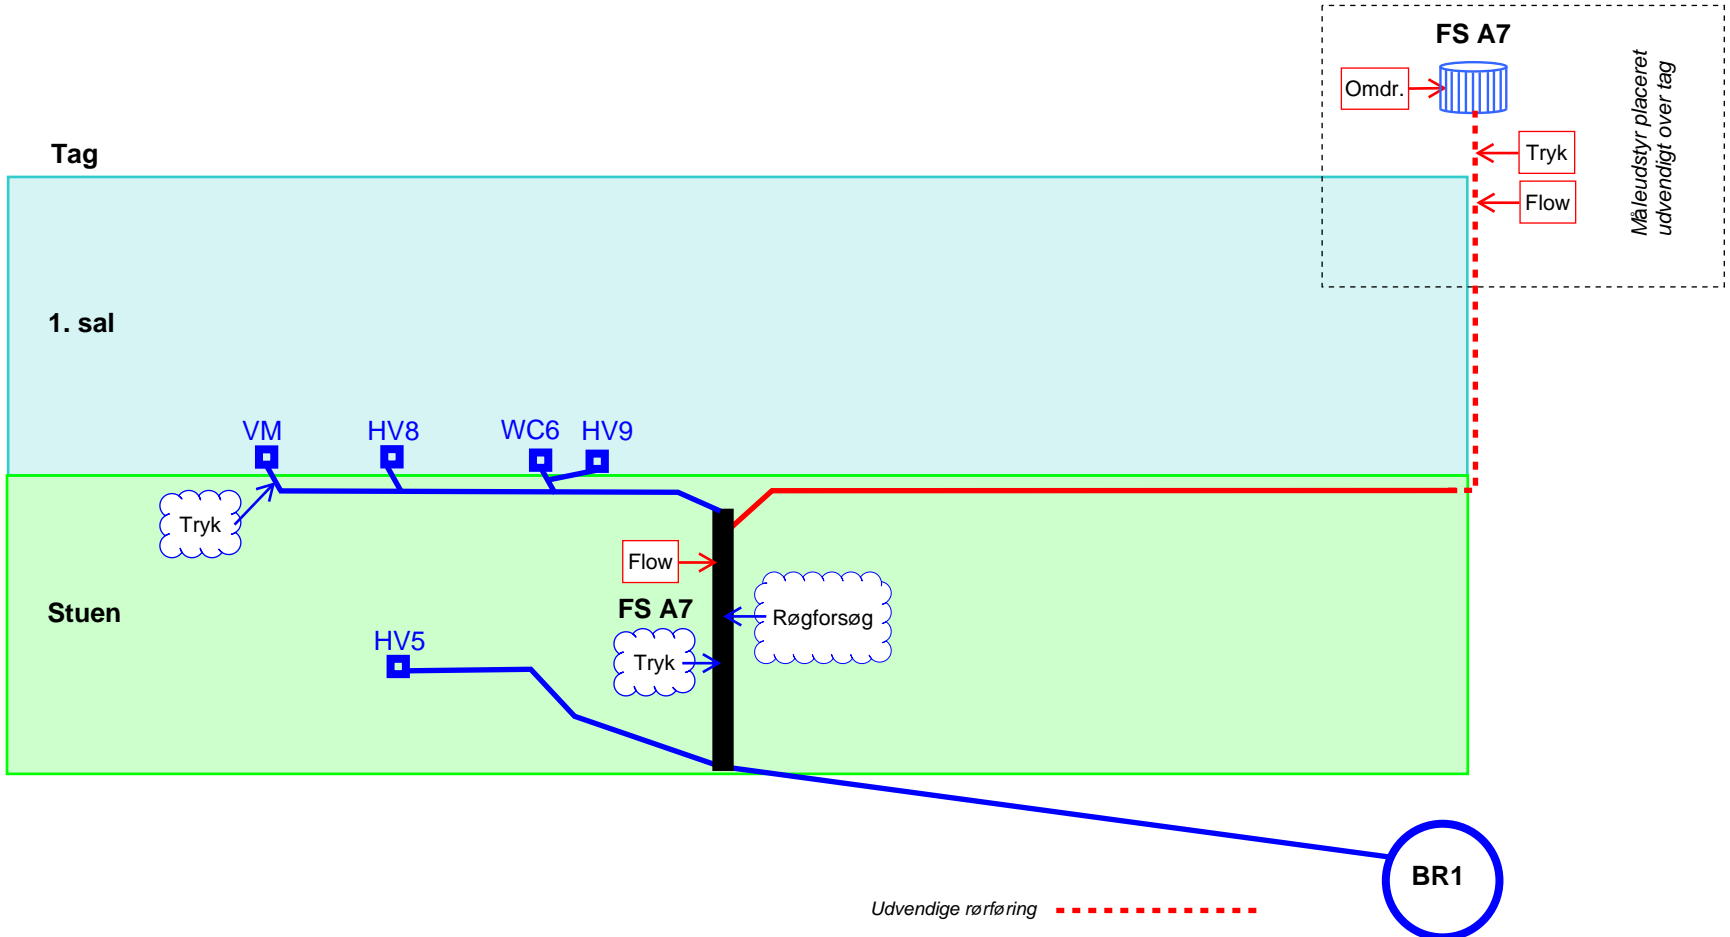 FS A7
Omdr.
Måleudstyr placeret
udvendigt over tag
Tag
Tryk
Flow
1. sal
VM
HV8
WC6
HV9
Tryk
Flow
FS A7
Røgforsøg
Stuen
HV5
Tryk
BR1
Udvendige rørføring